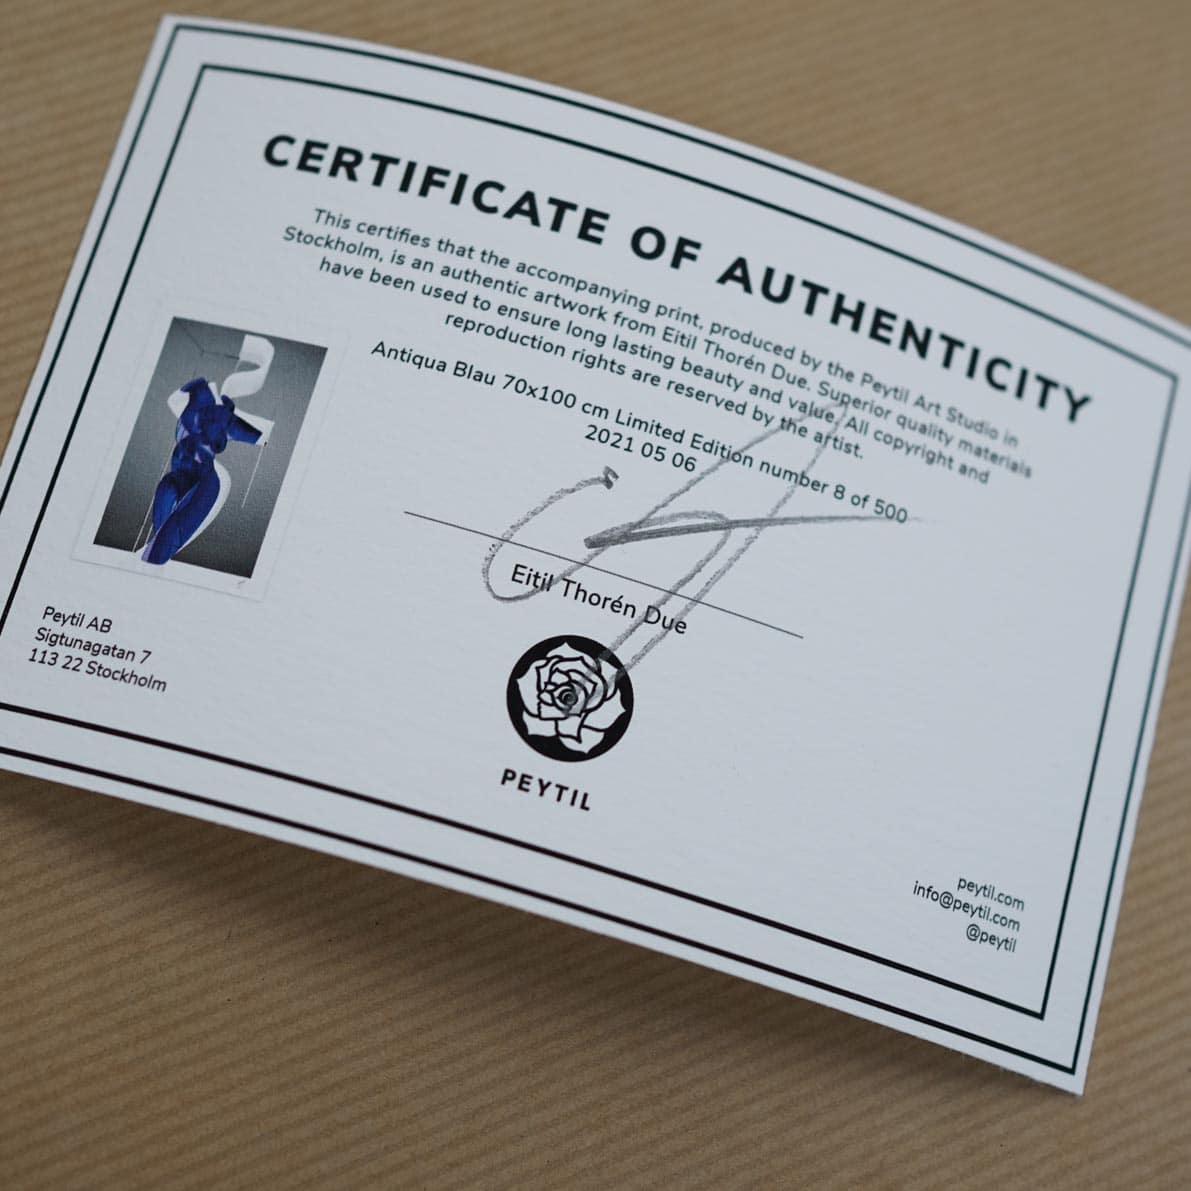 CERTIFICATE OF AUTHENTICITY
This certifies that the accompanying print, produced by the Peytil Art Studio in
Stockholm, is an authentic artwork from Eitil Thorén Due. Superior quality materials
have been used to ensure long lasting beauty and value. All copyright and
reproduction rights are reserved by the artist.
Antiqua Blau 70x100 cm Limited Edition number 8 of 500
2021 05 06
Eitil Thorén Due
PEYTIL
Peytil AB
Sigtunagatan 7
113 22 Stockholm
peytil.com
info@peytil.com
@peytil